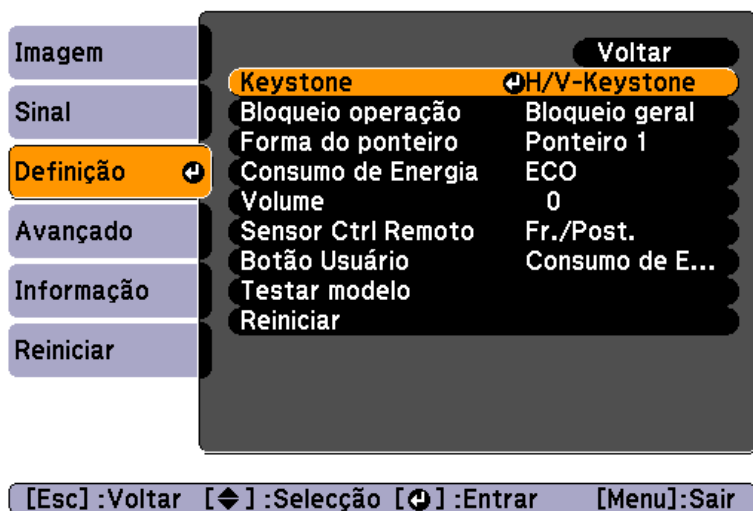 Imagem
Sinal
Definição
Avançado
Informação
Reiniciar
Voltar
Keystone H/V-Keystone
Bloqueio operação Bloqueio geral
Forma do ponteiro Ponteiro 1
Consumo de Energia ECO
Volume 0
Sensor Ctrl Remoto Fr./Post.
Botão Usuário Consumo de E...
Testar modelo
Reiniciar
[Esc] :Voltar [◆] :Selecção [↵] :Entrar [Menu]:Sair